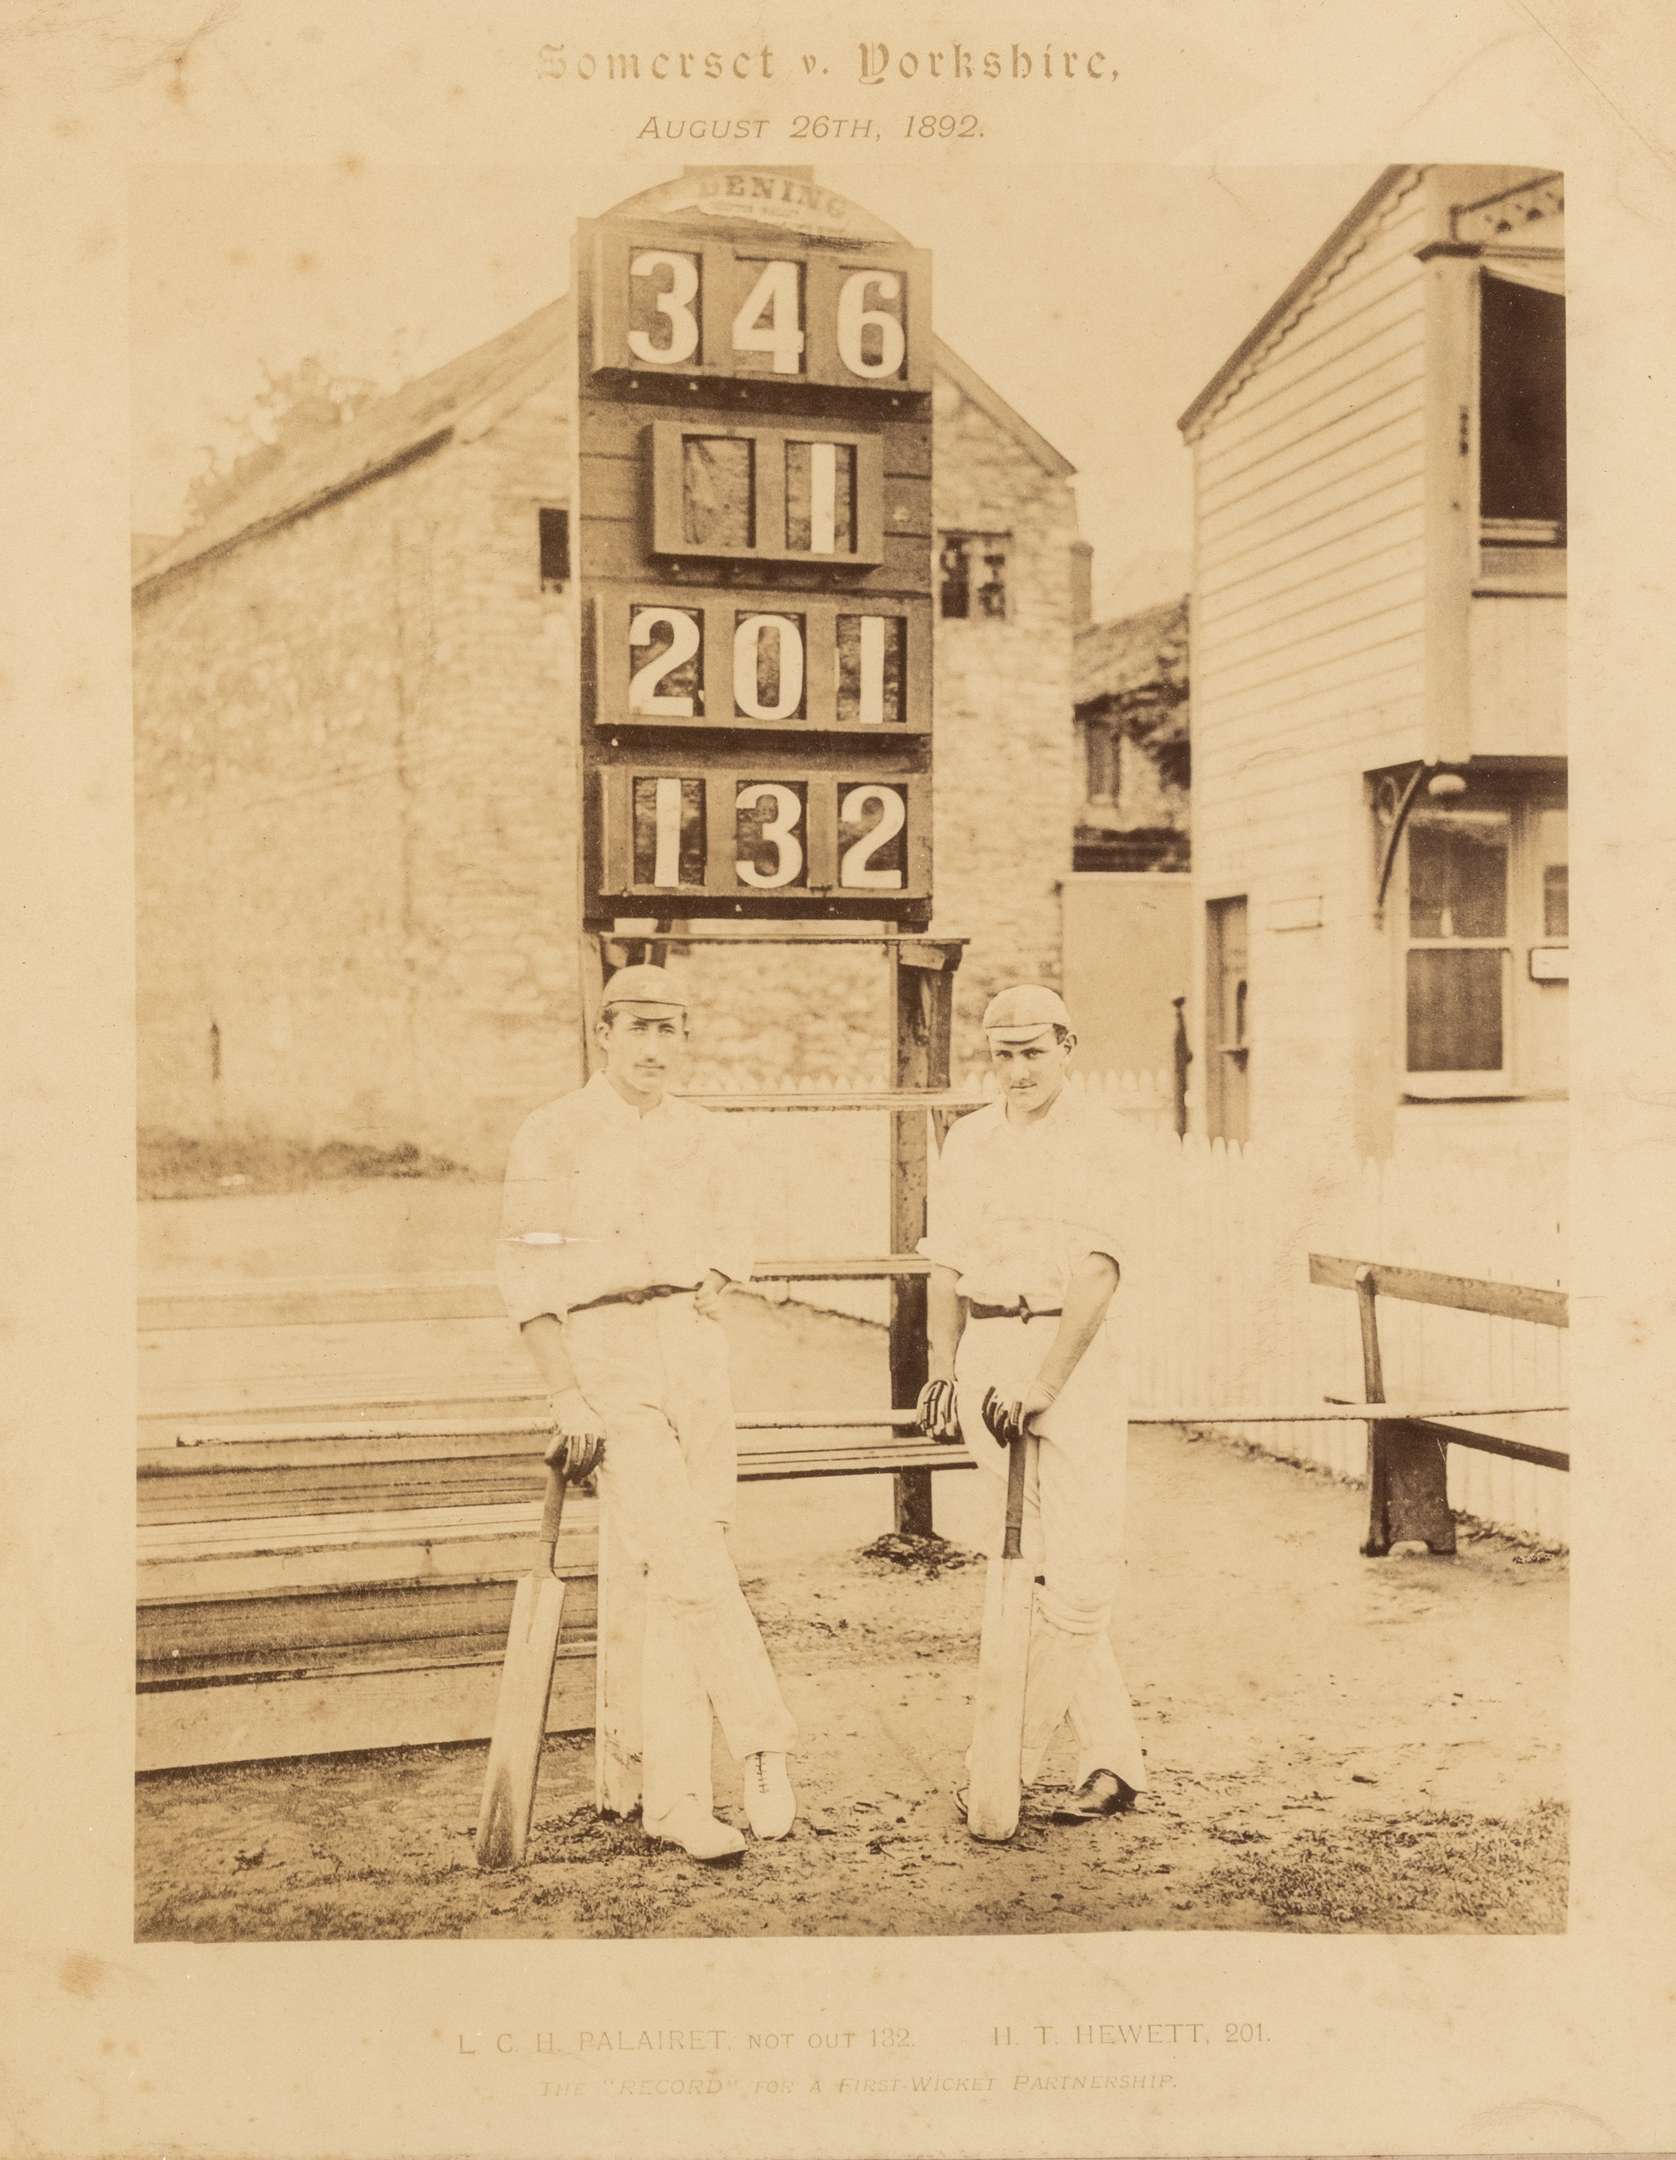 Somerset v. Yorkshire,
AUGUST 26TH, 1892.
DENING
346
1
201
132
L. C. H. PALAIRET, NOT OUT 132. H. T. HEWETT, 201.
THE "RECORD" FOR A FIRST-WICKET PARTNERSHIP.